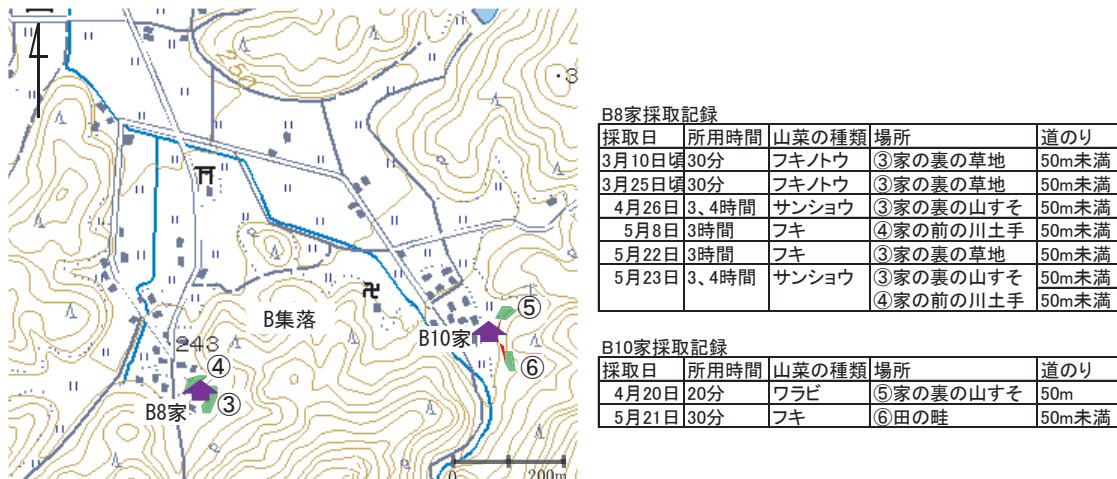 250
・3
B集落
243
B8家
B10家
③
④
⑤
⑥
0 200m
B8家採取記録
採取日 所用時間 山菜の種類 場所 道のり
3月10日頃 30分 フキノトウ ③家の裏の草地 50m未満
3月25日頃 30分 フキノトウ ③家の裏の草地 50m未満
4月26日 3、4時間 サンショウ ③家の裏の山すそ 50m未満
5月8日 3時間 フキ ④家の前の川土手 50m未満
5月22日 3時間 フキ ③家の裏の草地 50m未満
5月23日 3、4時間 サンショウ ③家の裏の山すそ 50m未満
④家の前の川土手 50m未満
B10家採取記録
採取日 所用時間 山菜の種類 場所 道のり
4月20日 20分 ワラビ ⑤家の裏の山すそ 50m
5月21日 30分 フキ ⑥田の畦 50m未満